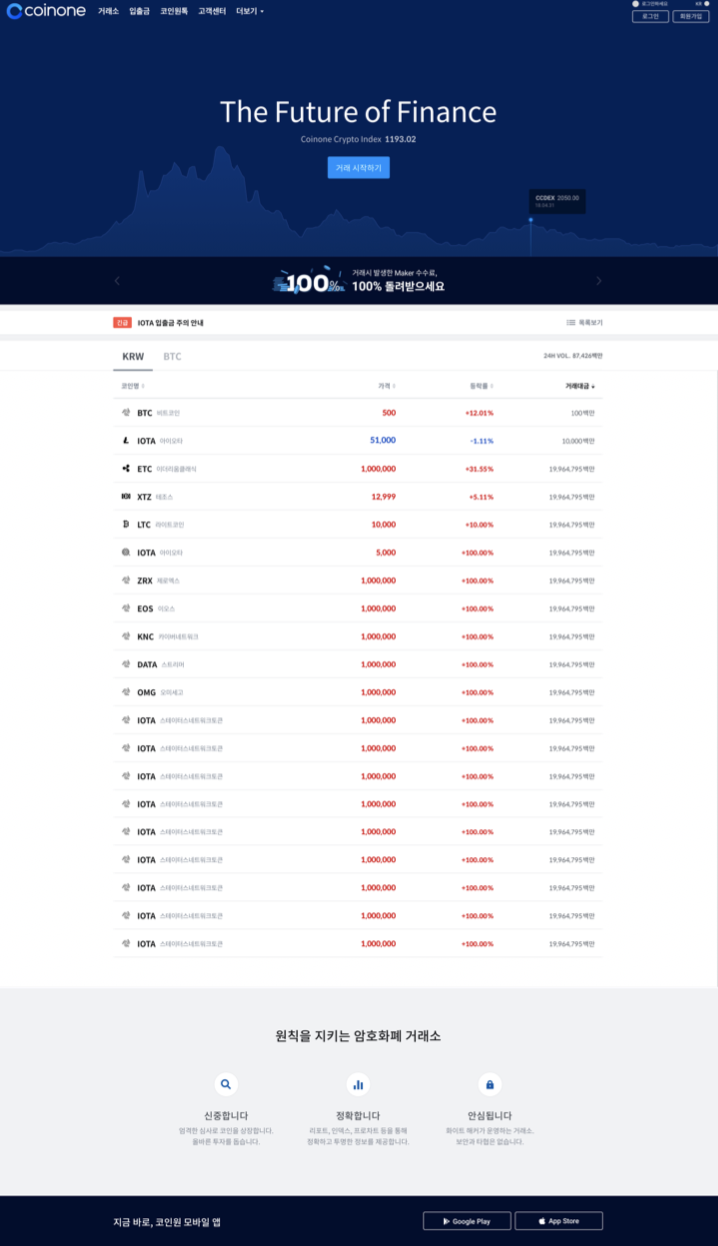 coinone 거래소 입출금 코인원톡 고객센터 더보기
로그인하세요 KR
로그인 회원가입
The Future of Finance
Coinone Crypto Index 1193.02
거래 시작하기
CCDEX 2050.00
100%
거래시 발생한 Maker 수수료,
100% 돌려받으세요
긴급 IOTA 입출금 주의 안내 목록보기
KRW BTC 24H VOL. 87,426백만
코인명 가격 등락률 거래대금
BTC 비트코인 500 +12.01% 100백만
IOTA 아이오타 51,000 -1.11% 10,000백만
ETC 이더리움클래식 1,000,000 +31.55% 19,964,795백만
XTZ 테조스 12,999 +5.11% 19,964,795백만
LTC 라이트코인 10,000 +10.00% 19,964,795백만
IOTA 아이오타 5,000 +100.00% 19,964,795백만
ZRX 제로엑스 1,000,000 +100.00% 19,964,795백만
EOS 이오스 1,000,000 +100.00% 19,964,795백만
KNC 카이버네트워크 1,000,000 +100.00% 19,964,795백만
DATA 스트리머 1,000,000 +100.00% 19,964,795백만
OMG 오미세고 1,000,000 +100.00% 19,964,795백만
IOTA 스테이터스네트워크토큰 1,000,000 +100.00% 19,964,795백만
IOTA 스테이터스네트워크토큰 1,000,000 +100.00% 19,964,795백만
IOTA 스테이터스네트워크토큰 1,000,000 +100.00% 19,964,795백만
IOTA 스테이터스네트워크토큰 1,000,000 +100.00% 19,964,795백만
IOTA 스테이터스네트워크토큰 1,000,000 +100.00% 19,964,795백만
IOTA 스테이터스네트워크토큰 1,000,000 +100.00% 19,964,795백만
IOTA 스테이터스네트워크토큰 1,000,000 +100.00% 19,964,795백만
IOTA 스테이터스네트워크토큰 1,000,000 +100.00% 19,964,795백만
IOTA 스테이터스네트워크토큰 1,000,000 +100.00% 19,964,795백만
원칙을 지키는 암호화폐 거래소
신중합니다
엄격한 심사로 코인을 상장합니다.
올바른 투자를 돕습니다.
정확합니다
리포트, 인덱스, 프로차트 등을 통해
정확하고 투명한 정보를 제공합니다.
안심됩니다
화이트 해커가 운영하는 거래소.
보안과 타협은 없습니다.
지금 바로, 코인원 모바일 앱 Google Play App Store